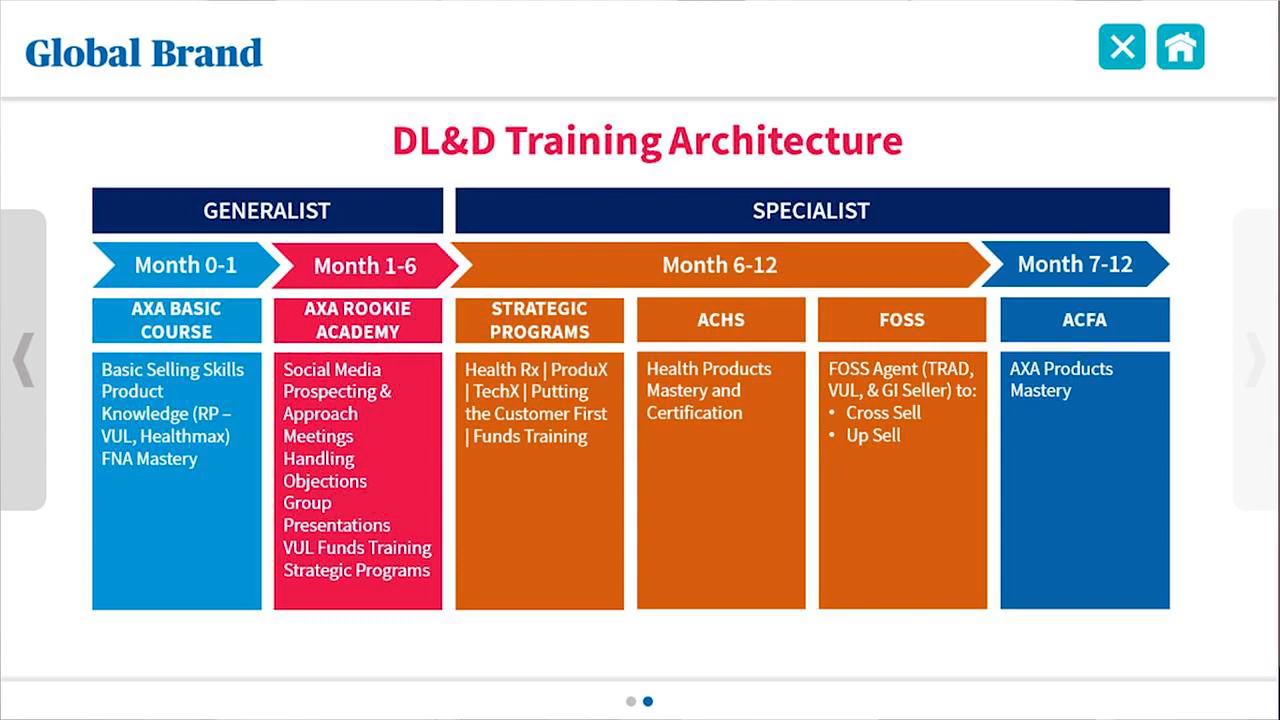 Global Brand
DL&D Training Architecture
GENERALIST
SPECIALIST
Month 0-1
Month 1-6
Month 6-12
Month 7-12
AXA BASIC
COURSE
AXA ROOKIE
ACADEMY
STRATEGIC
PROGRAMS
ACHS
FOSS
ACFA
Basic Selling Skills
Product
Knowledge (RP –
VUL, Healthmax)
FNA Mastery
Social Media
Prospecting &
Approach
Meetings
Handling
Objections
Group
Presentations
VUL Funds Training
Strategic Programs
Health Rx | ProduX
| TechX | Putting
the Customer First
| Funds Training
Health Products
Mastery and
Certification
FOSS Agent (TRAD,
VUL, & GI Seller) to:
• Cross Sell
• Up Sell
AXA Products
Mastery